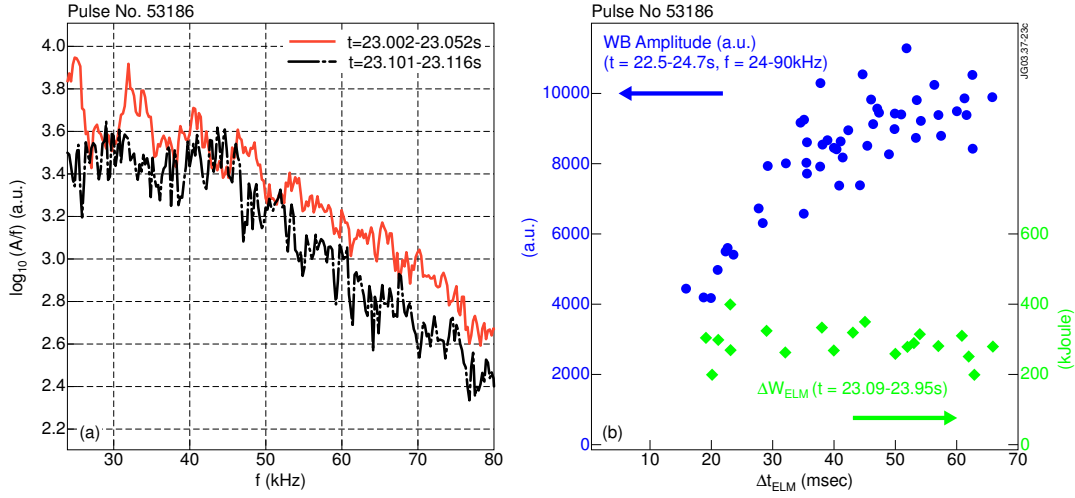 Pulse No. 53186
t=23.002-23.052s
t=23.101-23.116s
4.0
3.8
3.6
3.4
3.2
3.0
2.8
2.6
2.4
2.2
log10 (A/f) (a.u.)
(a)
30
40
50
60
70
80
f (kHz)
Pulse No 53186
JG03.37-23c
WB Amplitude (a.u.)
(t = 22.5-24.7s, f = 24-90kHz)
10000
8000
6000
4000
2000
0
(a.u.)
600
400
200
0
(kJoule)
ΔWELM (t = 23.09-23.95s)
(b)
10
20
30
40
50
60
70
ΔtELM (msec)